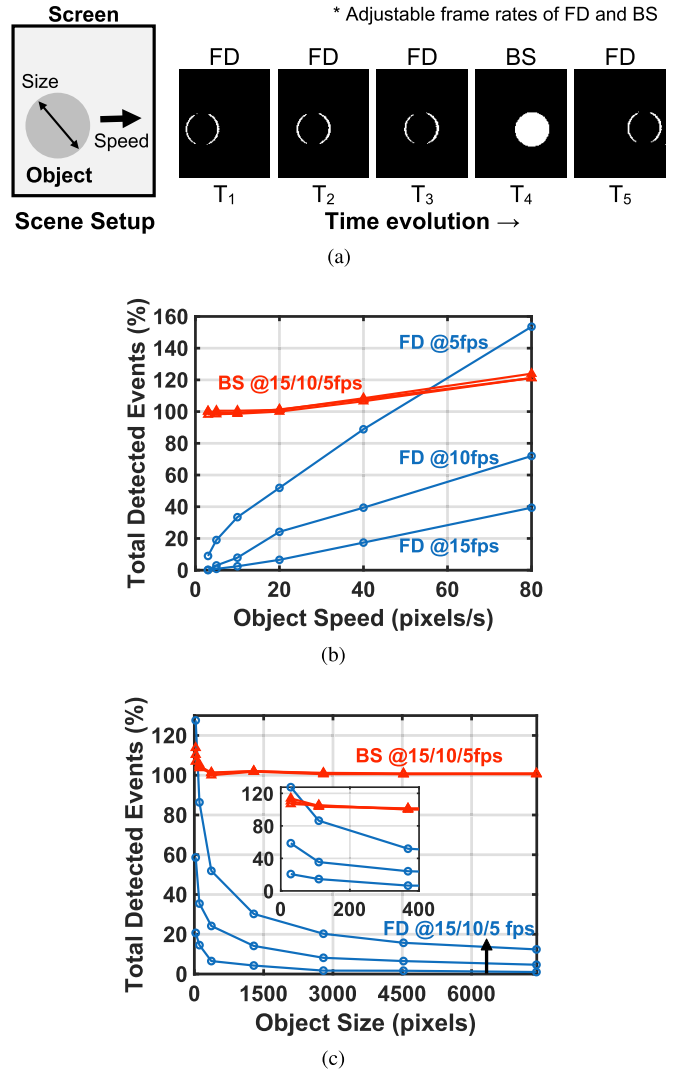 Screen
* Adjustable frame rates of FD and BS
FD FD FD BS FD
Size
Speed
Object
T1 T2 T3 T4 T5
Scene Setup
Time evolution →
(a)
160
140
120
100
80
60
40
20
0
Total Detected Events (%)
FD @5fps
BS @15/10/5fps
FD @10fps
FD @15fps
0 20 40 60 80
Object Speed (pixels/s)
(b)
120
100
80
60
40
20
0
Total Detected Events (%)
BS @15/10/5fps
120
80
40
0
0 200 400
FD @15/10/5 fps
0 1500 3000 4500 6000
Object Size (pixels)
(c)